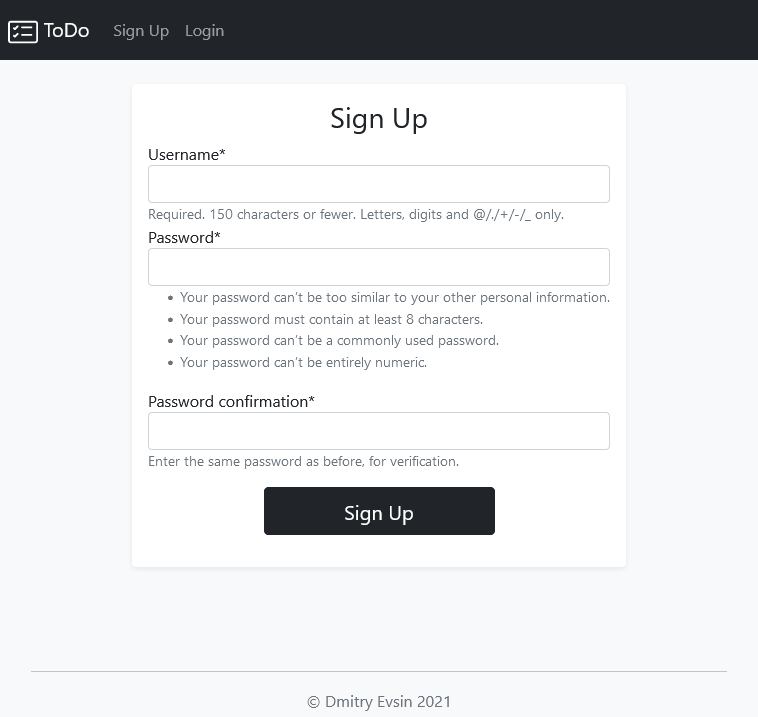 ToDo Sign Up Login
Sign Up
Username*
Required. 150 characters or fewer. Letters, digits and @/./+/-/_ only.
Password*
• Your password can't be too similar to your other personal information.
• Your password must contain at least 8 characters.
• Your password can't be a commonly used password.
• Your password can't be entirely numeric.
Password confirmation*
Enter the same password as before, for verification.
Sign Up
© Dmitry Evsin 2021